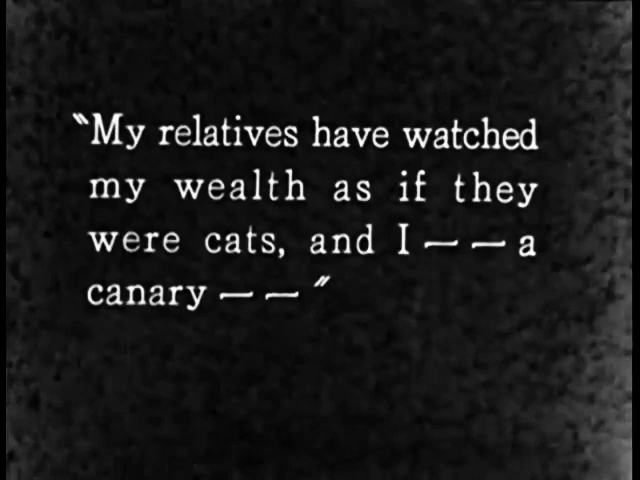 "My relatives have watched
my wealth as if they
were cats, and I — — a
canary — — "